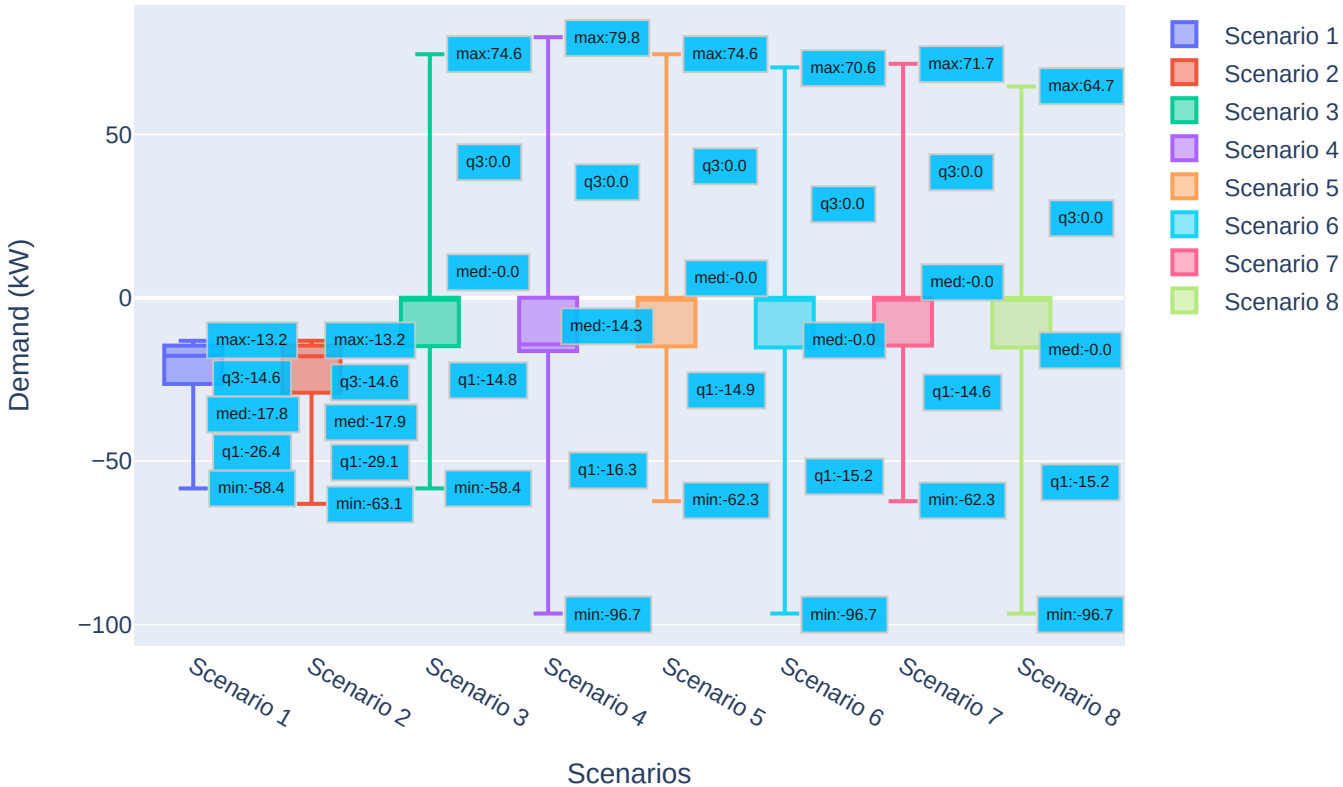 Demand (kW)
50
0
−50
−100
max:-13.2
q3:-14.6
med:-17.8
q1:-26.4
min:-58.4
max:-13.2
q3:-14.6
med:-17.9
q1:-29.1
min:-63.1
max:74.6
q3:0.0
med:-0.0
q1:-14.8
min:-58.4
max:79.8
q3:0.0
med:-14.3
q1:-16.3
min:-96.7
max:74.6
q3:0.0
med:-0.0
q1:-14.9
min:-62.3
max:70.6
q3:0.0
med:-0.0
q1:-15.2
min:-96.7
max:71.7
q3:0.0
med:-0.0
q1:-14.6
min:-62.3
max:64.7
q3:0.0
med:-0.0
q1:-15.2
min:-96.7
Scenario 1
Scenario 2
Scenario 3
Scenario 4
Scenario 5
Scenario 6
Scenario 7
Scenario 8
Scenarios
Scenario 1
Scenario 2
Scenario 3
Scenario 4
Scenario 5
Scenario 6
Scenario 7
Scenario 8